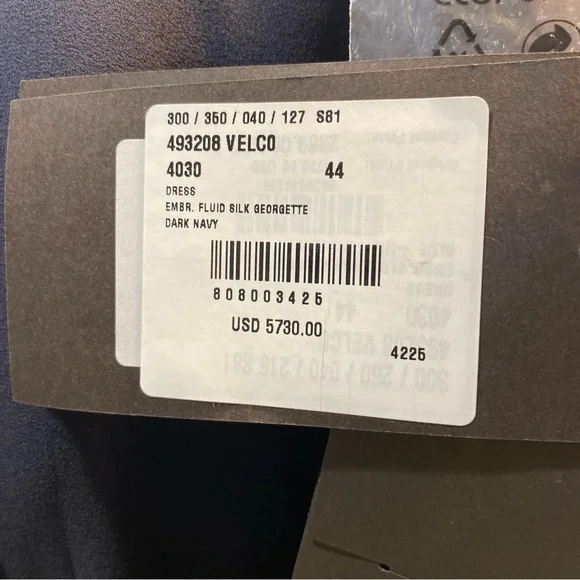 300 / 350 / 040 / 127 S81
493208 VELCO
4030 44
DRESS
EMBR. FLUID SILK GEORGETTE
DARK NAVY
808003425
USD 5730.00
4225